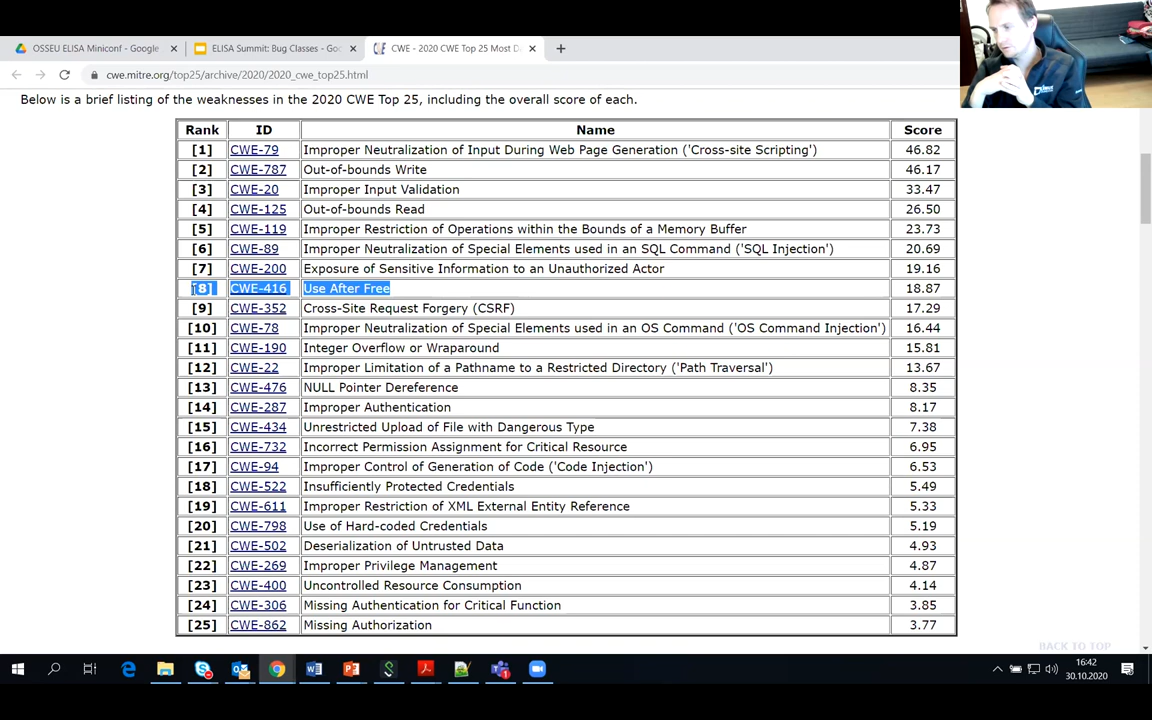 OSSEU ELISA Miniconf - Google
ELISA Summit: Bug Classes - Goo
CWE - 2020 CWE Top 25 Most D
cwe.mitre.org/top25/archive/2020/2020_cwe_top25.html
Below is a brief listing of the weaknesses in the 2020 CWE Top 25, including the overall score of each.
Rank ID Name Score
[1] CWE-79 Improper Neutralization of Input During Web Page Generation ('Cross-site Scripting') 46.82
[2] CWE-787 Out-of-bounds Write 46.17
[3] CWE-20 Improper Input Validation 33.47
[4] CWE-125 Out-of-bounds Read 26.50
[5] CWE-119 Improper Restriction of Operations within the Bounds of a Memory Buffer 23.73
[6] CWE-89 Improper Neutralization of Special Elements used in an SQL Command ('SQL Injection') 20.69
[7] CWE-200 Exposure of Sensitive Information to an Unauthorized Actor 19.16
[8] CWE-416 Use After Free 18.87
[9] CWE-352 Cross-Site Request Forgery (CSRF) 17.29
[10] CWE-78 Improper Neutralization of Special Elements used in an OS Command ('OS Command Injection') 16.44
[11] CWE-190 Integer Overflow or Wraparound 15.81
[12] CWE-22 Improper Limitation of a Pathname to a Restricted Directory ('Path Traversal') 13.67
[13] CWE-476 NULL Pointer Dereference 8.35
[14] CWE-287 Improper Authentication 8.17
[15] CWE-434 Unrestricted Upload of File with Dangerous Type 7.38
[16] CWE-732 Incorrect Permission Assignment for Critical Resource 6.95
[17] CWE-94 Improper Control of Generation of Code ('Code Injection') 6.53
[18] CWE-522 Insufficiently Protected Credentials 5.49
[19] CWE-611 Improper Restriction of XML External Entity Reference 5.33
[20] CWE-798 Use of Hard-coded Credentials 5.19
[21] CWE-502 Deserialization of Untrusted Data 4.93
[22] CWE-269 Improper Privilege Management 4.87
[23] CWE-400 Uncontrolled Resource Consumption 4.14
[24] CWE-306 Missing Authentication for Critical Function 3.85
[25] CWE-862 Missing Authorization 3.77
BACK TO TOP
16:42
30.10.2020